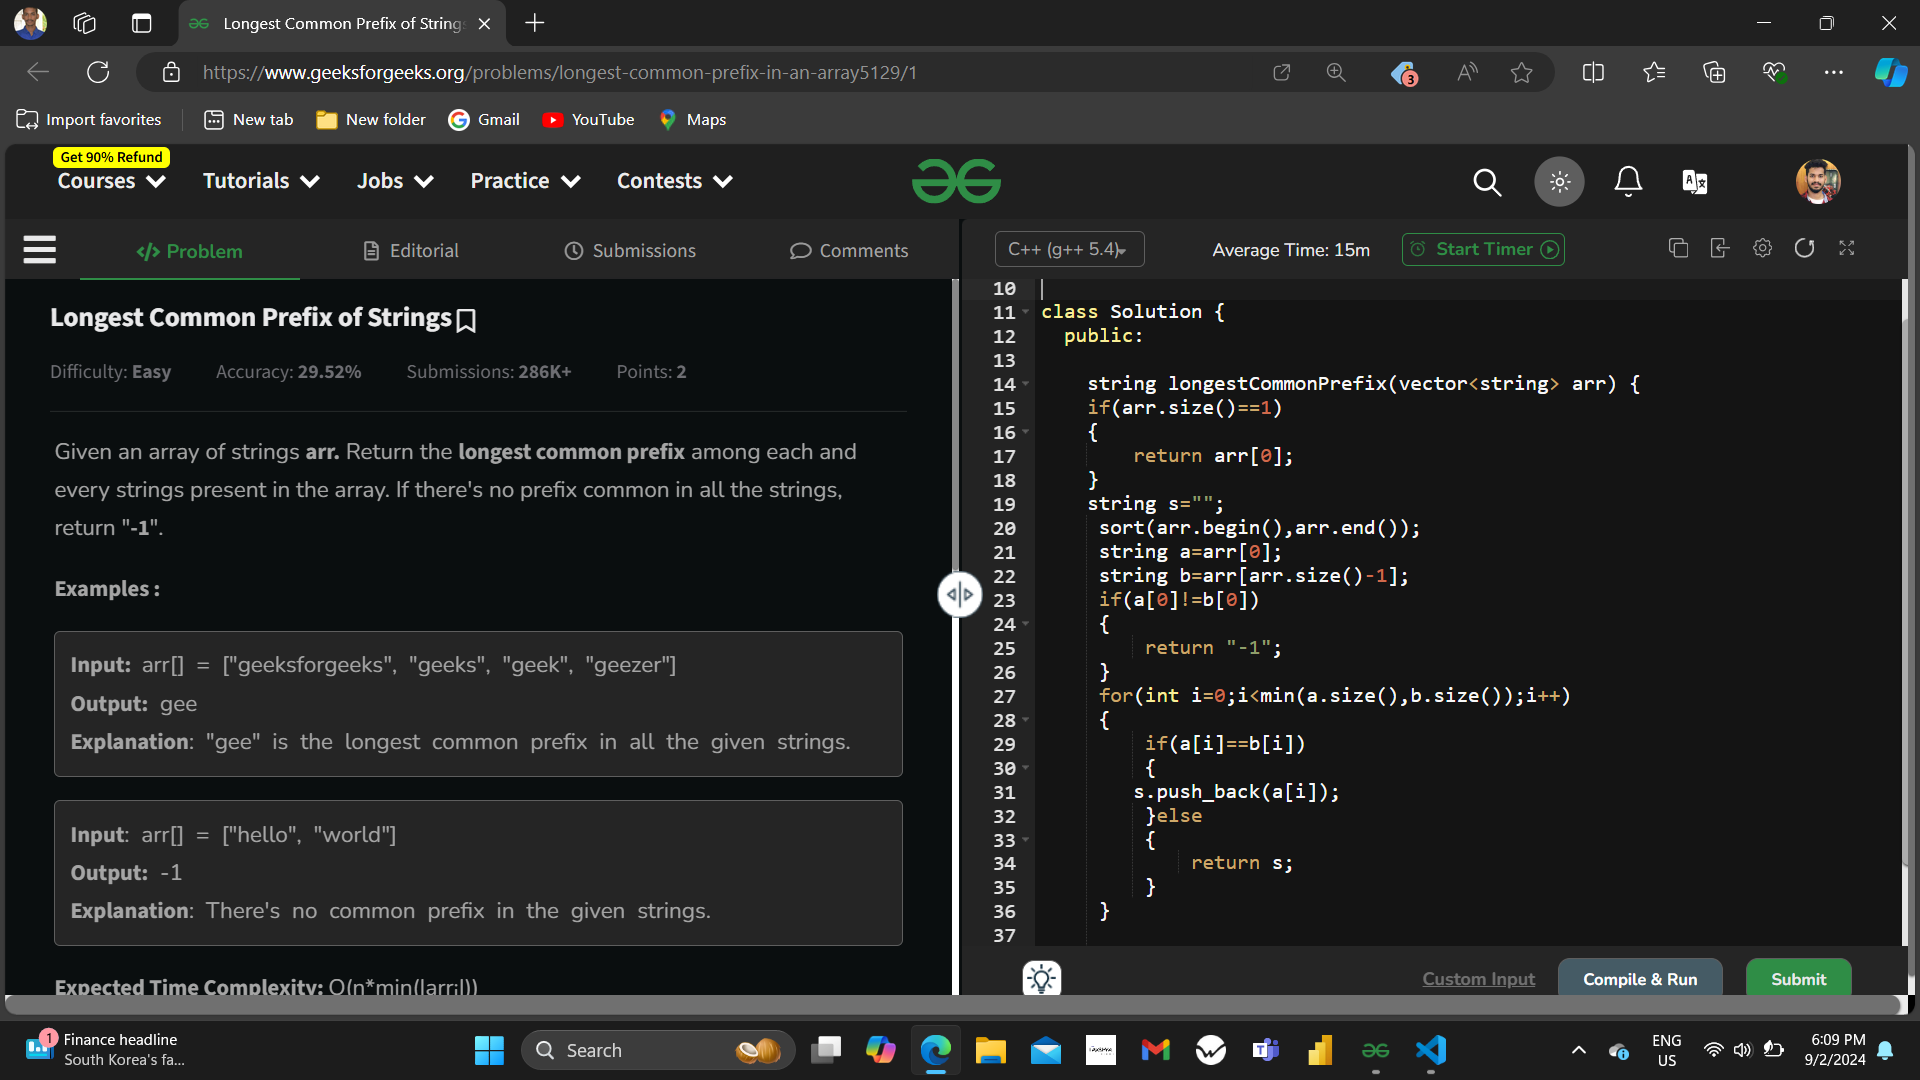 Longest Common Prefix of String
https://www.geeksforgeeks.org/problems/longest-common-prefix-in-an-array5129/1
3
Import favorites
New tab
New folder
Gmail
YouTube
Maps
Get 90% Refund
Courses
Tutorials
Jobs
Practice
Contests
Problem
Editorial
Submissions
Comments
C++ (g++ 5.4)
Average Time: 15m
Start Timer
Longest Common Prefix of Strings
Difficulty: Easy
Accuracy: 29.52%
Submissions: 286K+
Points: 2
Given an array of strings arr. Return the longest common prefix among each and
every strings present in the array. If there's no prefix common in all the strings,
return "-1".
Examples :
Input: arr[] = ["geeksforgeeks", "geeks", "geek", "geezer"]
Output: gee
Explanation: "gee" is the longest common prefix in all the given strings.
Input: arr[] = ["hello", "world"]
Output: -1
Explanation: There's no common prefix in the given strings.
Expected Time Complexity: O(n*min(|arri|))
10
11 class Solution {
12 public:
13
14 string longestCommonPrefix(vector<string> arr) {
15 if(arr.size()==1)
16 {
17 return arr[0];
18 }
19 string s="";
20 sort(arr.begin(),arr.end());
21 string a=arr[0];
22 string b=arr[arr.size()-1];
23 if(a[0]!=b[0])
24 {
25 return "-1";
26 }
27 for(int i=0;i<min(a.size(),b.size());i++)
28 {
29 if(a[i]==b[i])
30 {
31 s.push_back(a[i]);
32 }else
33 {
34 return s;
35 }
36 }
37
Custom Input
Compile & Run
Submit
1
Finance headline
South Korea's fa...
Search
ENG
US
6:09 PM
9/2/2024